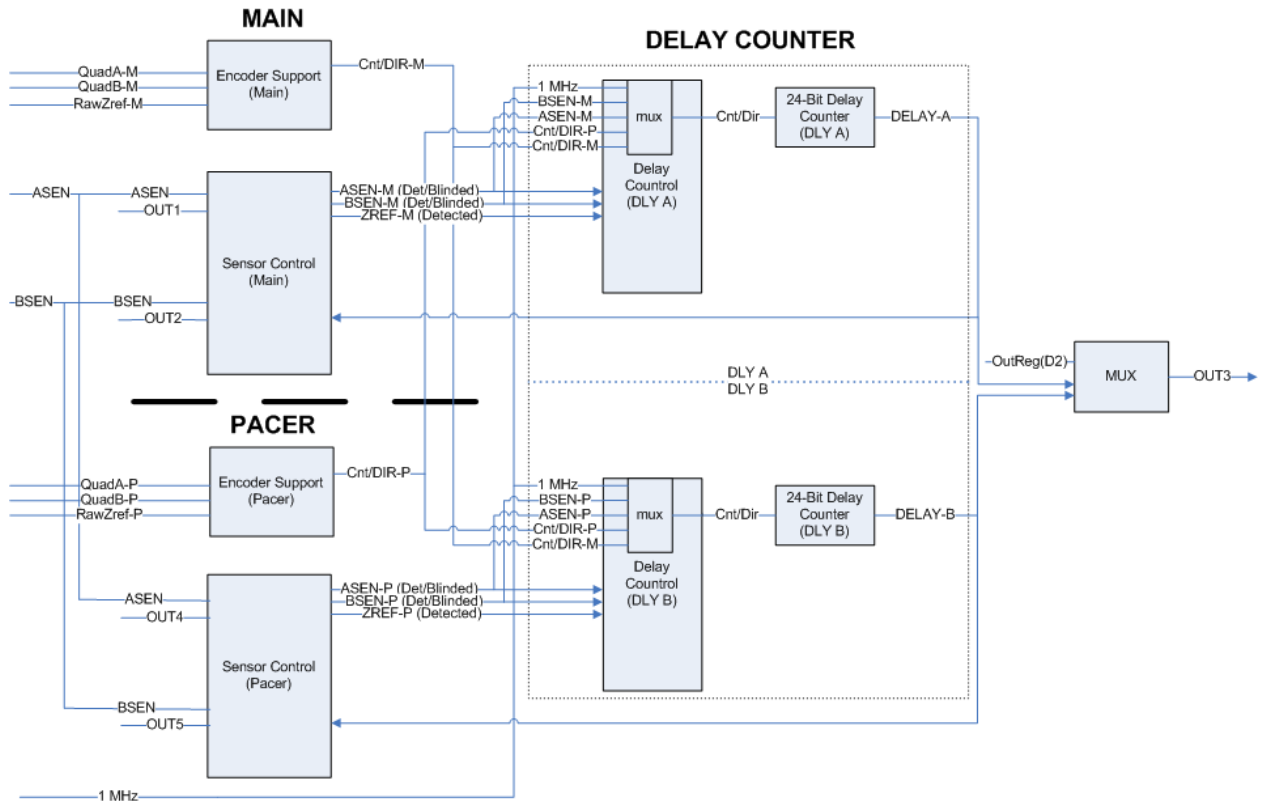 MAIN
DELAY COUNTER
QuadA-M
QuadB-M
RawZref-M
Encoder Support
(Main)
Cnt/DIR-M
1 MHz
BSEN-M
ASEN-M
Cnt/DIR-P
Cnt/DIR-M
mux
Delay
Countrol
(DLY A)
Cnt/Dir
24-Bit Delay
Counter
(DLY A)
DELAY-A
ASEN
ASEN
OUT1
Sensor Control
(Main)
BSEN
BSEN
OUT2
ASEN-M (Det/Blinded)
BSEN-M (Det/Blinded)
ZREF-M (Detected)
DLY A
DLY B
OutReg(D2)
MUX
OUT3
PACER
QuadA-P
QuadB-P
RawZref-P
Encoder Support
(Pacer)
Cnt/DIR-P
1 MHz
BSEN-P
ASEN-P
Cnt/DIR-P
Cnt/DIR-M
mux
Delay
Countrol
(DLY B)
Cnt/Dir
24-Bit Delay
Counter
(DLY B)
DELAY-B
ASEN
OUT4
Sensor Control
(Pacer)
BSEN
OUT5
ASEN-P (Det/Blinded)
BSEN-P (Det/Blinded)
ZREF-P (Detected)
1 MHz